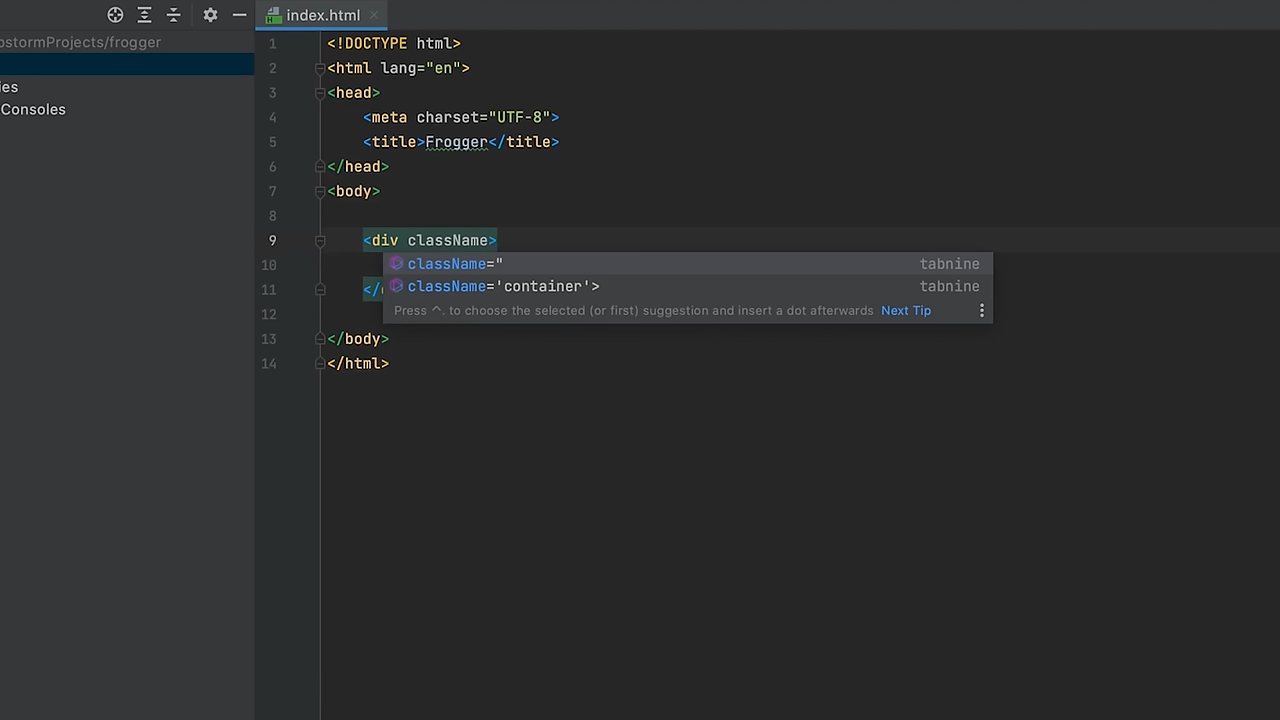 index.html
ostormProjects/frogger
ies
Consoles
1 <!DOCTYPE html>
2 <html lang="en">
3 <head>
4 <meta charset="UTF-8">
5 <title>Frogger</title>
6 </head>
7 <body>
8
9 <div className>
10 className=" tabnine
className='container'> tabnine
11 </
Press ^. to choose the selected (or first) suggestion and insert a dot afterwards Next Tip
12
13 </body>
14 </html>